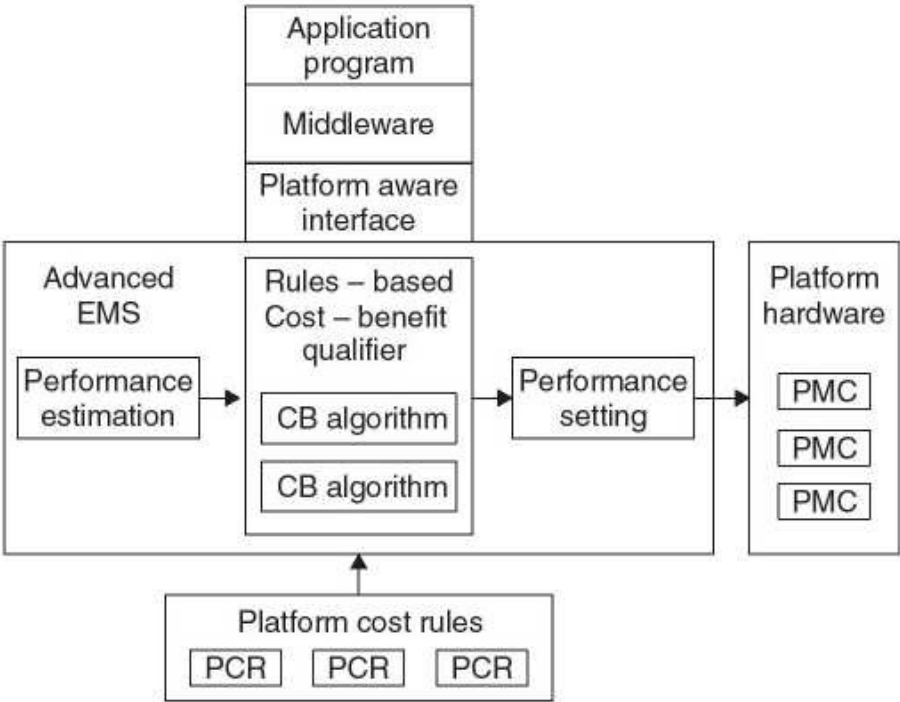 Application
program
Middleware
Platform aware
interface
Advanced
EMS
Performance
estimation
Rules – based
Cost – benefit
qualifier
CB algorithm
CB algorithm
Performance
setting
Platform
hardware
PMC
PMC
PMC
Platform cost rules
PCR PCR PCR